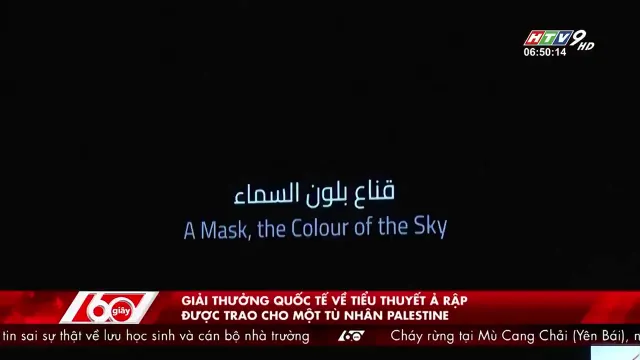 HTV9 HD
06:50:14
قناع بلون السماء
A Mask, the Colour of the Sky
60 giây
GIẢI THƯỞNG QUỐC TẾ VỀ TIỂU THUYẾT Ả RẬP
ĐƯỢC TRAO CHO MỘT TÙ NHÂN PALESTINE
tin sai sự thật về lưu học sinh và cán bộ nhà trường 60 Cháy rừng tại Mù Cang Chải (Yên Bái), n